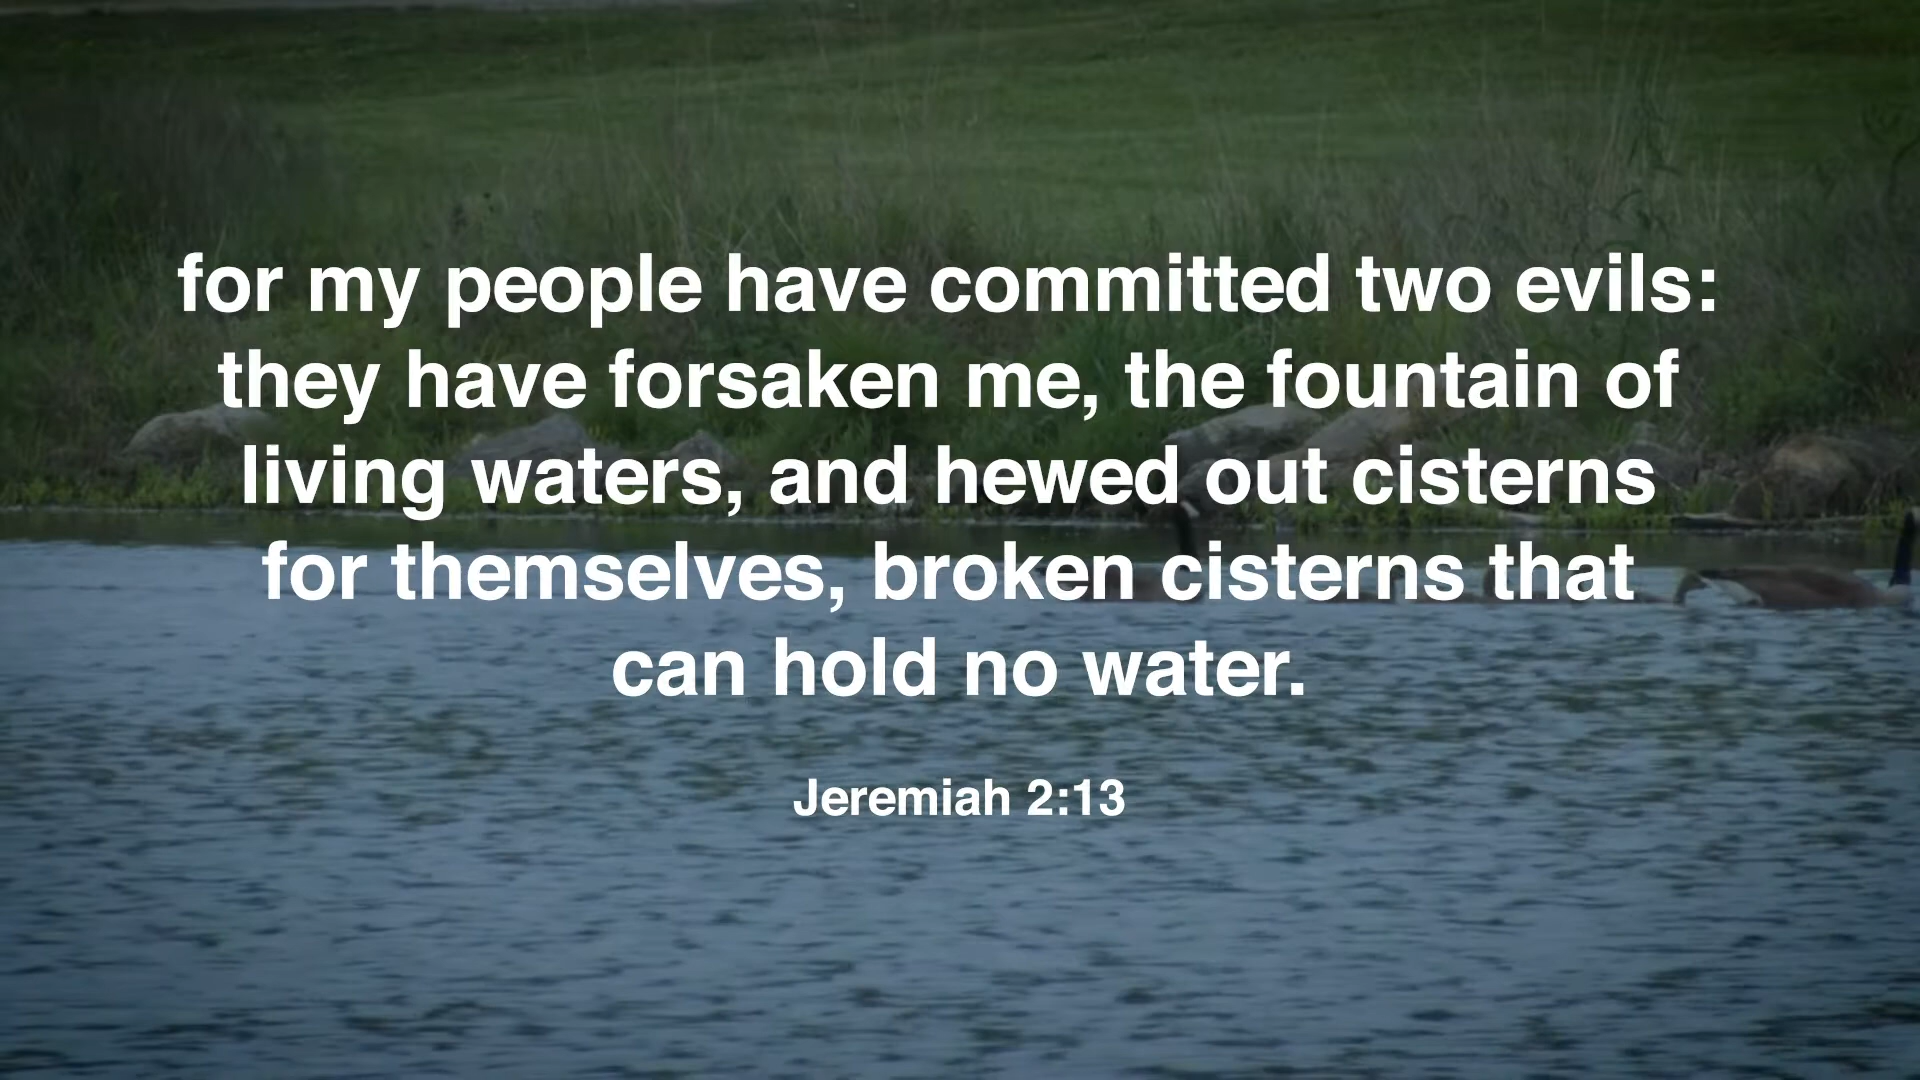 for my people have committed two evils:
they have forsaken me, the fountain of
living waters, and hewed out cisterns
for themselves, broken cisterns that
can hold no water.
Jeremiah 2:13